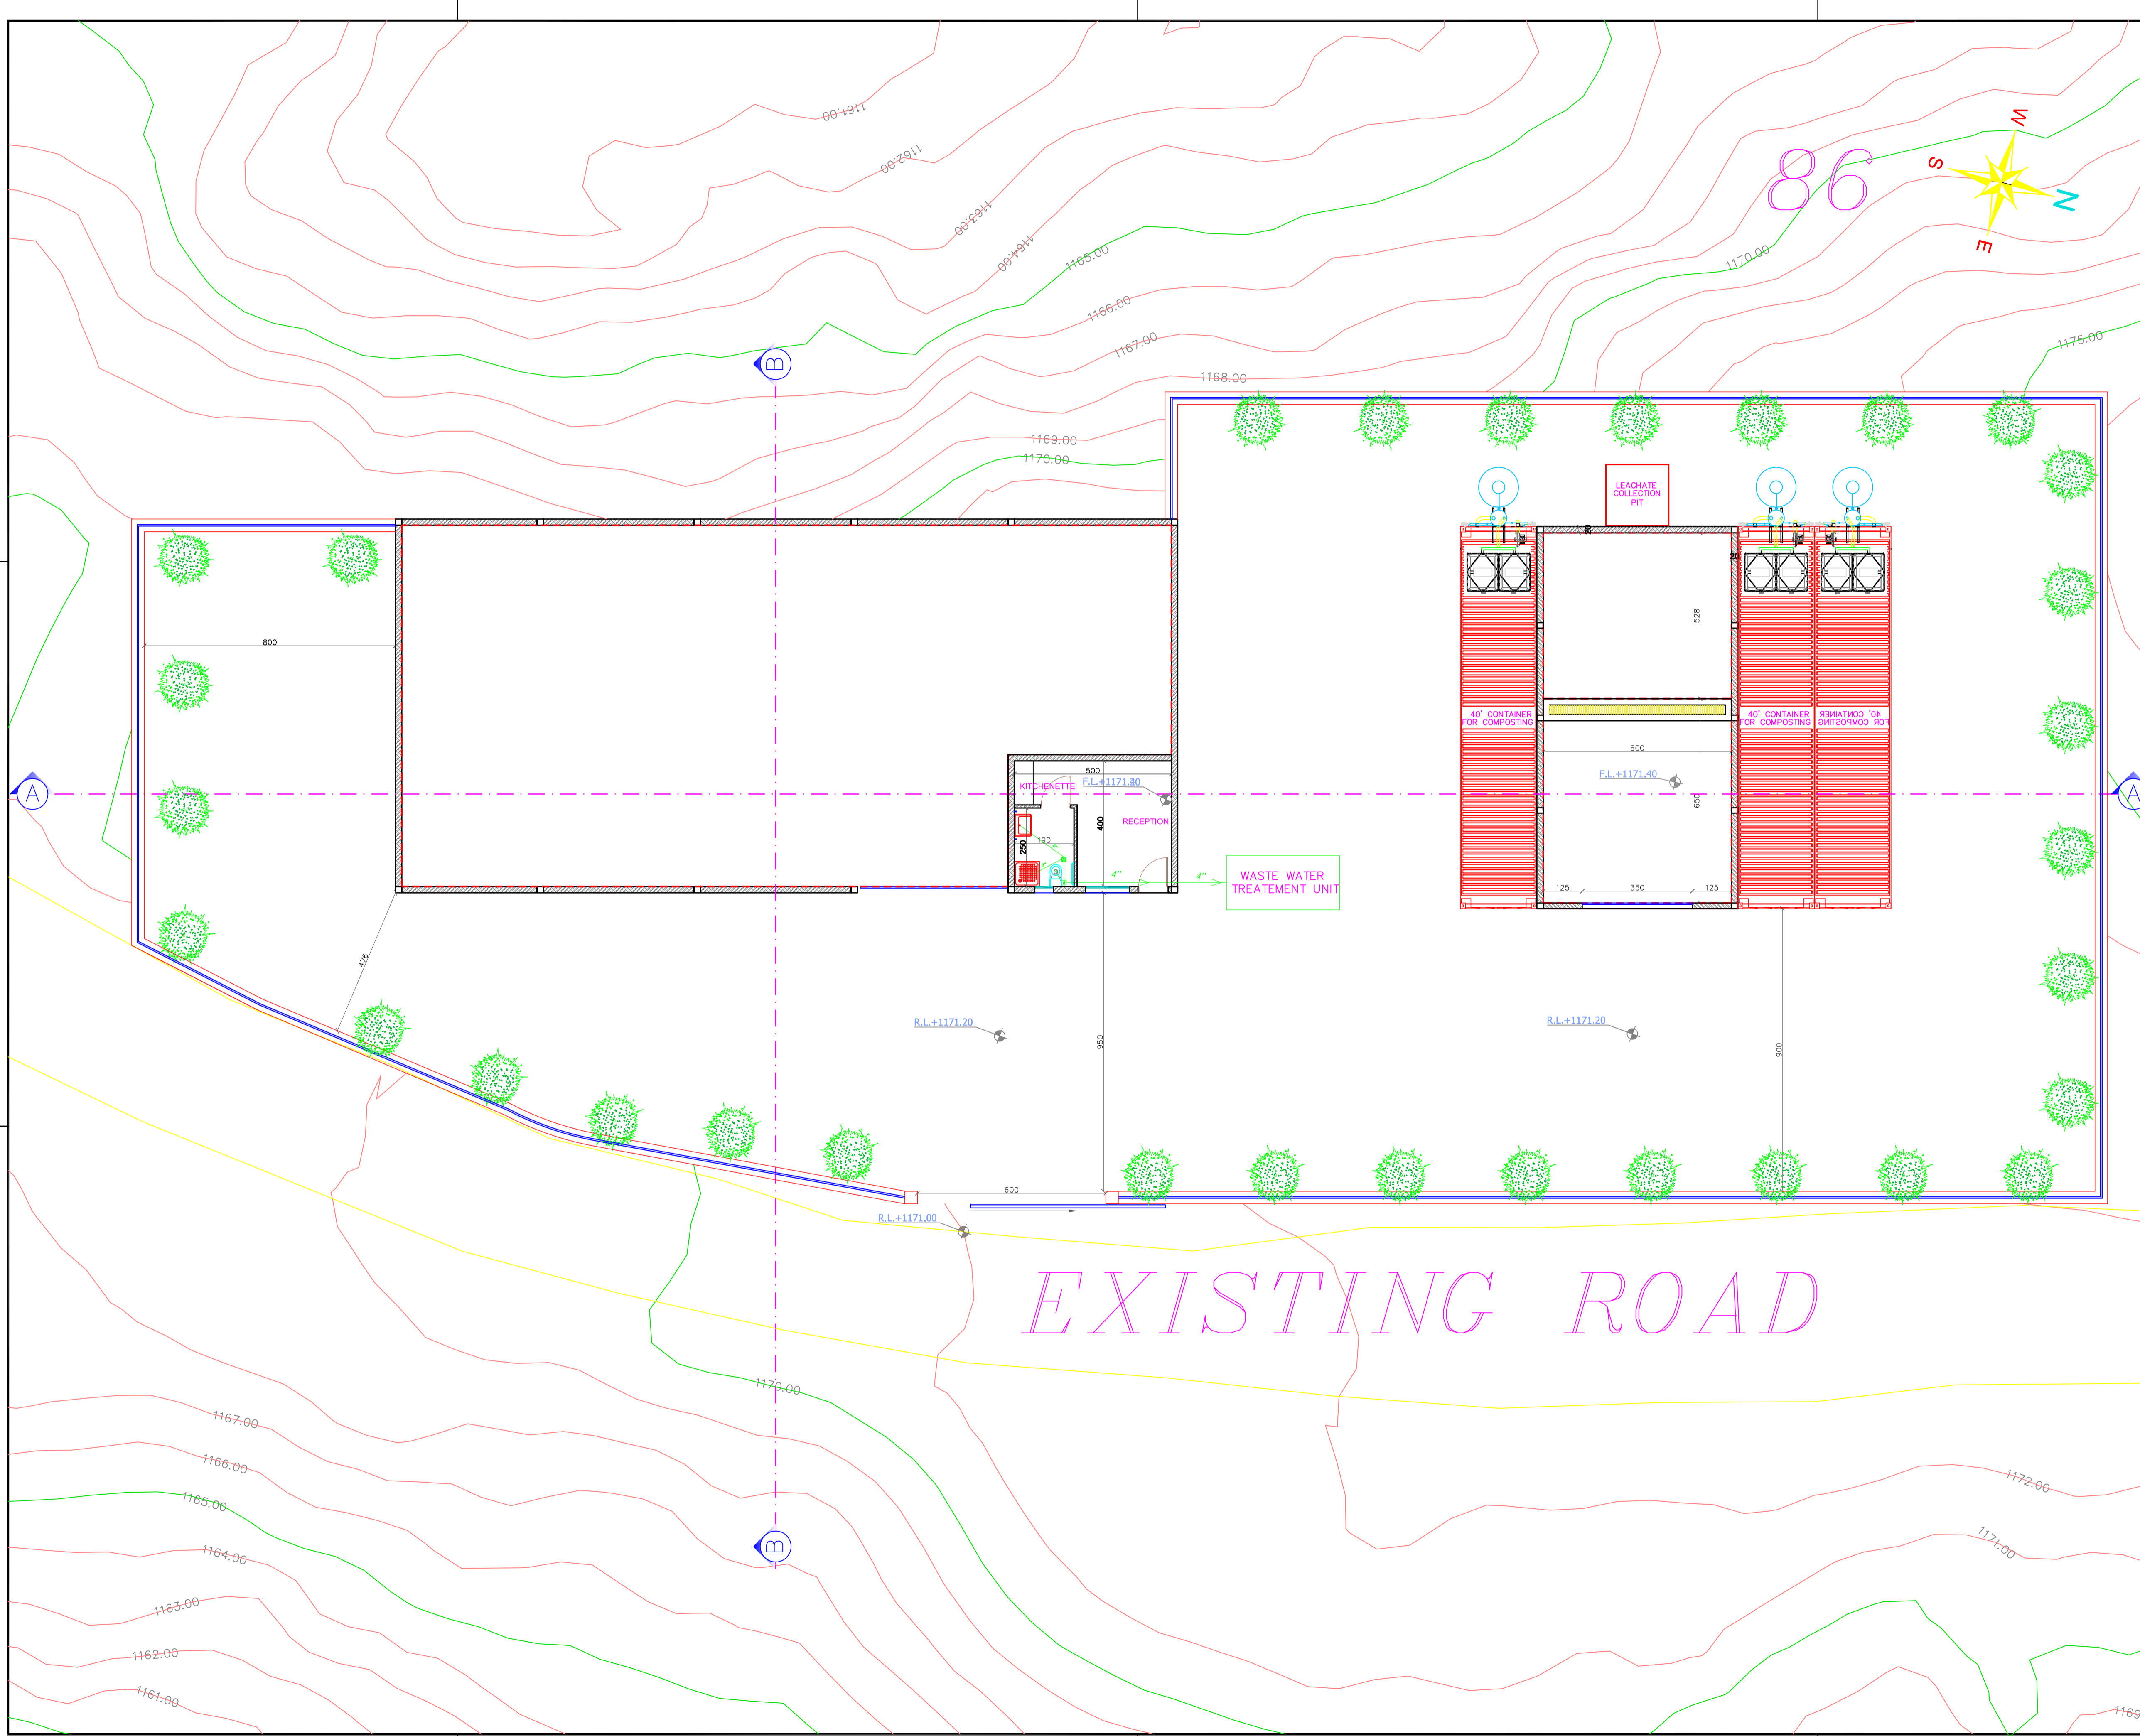 1161.00
1162.00
1163.00
1164.00
1165.00
1166.00
1167.00
1168.00
1169.00
1170.00
98
W
S
N
E
1170.00
1175.00
B
LEACHATE
COLLECTION
PIT
20
20
528
800
40' CONTAINER
FOR COMPOSTING
40' CONTAINER
FOR COMPOSTING
40' CONTAINER
FOR COMPOSTING
600
F.L.+1171.40
650
A
A
500
KITCHENETTE
RECEPTION
400
250
190
4"
4"
WASTE WATER
TREATEMENT UNIT
125
350
125
476
R.L.+1171.20
950
R.L.+1171.20
900
600
R.L.+1171.00
EXISTING ROAD
1170.00
1167.00
1166.00
1165.00
1164.00
1163.00
1162.00
1161.00
B
1172.00
1171.00